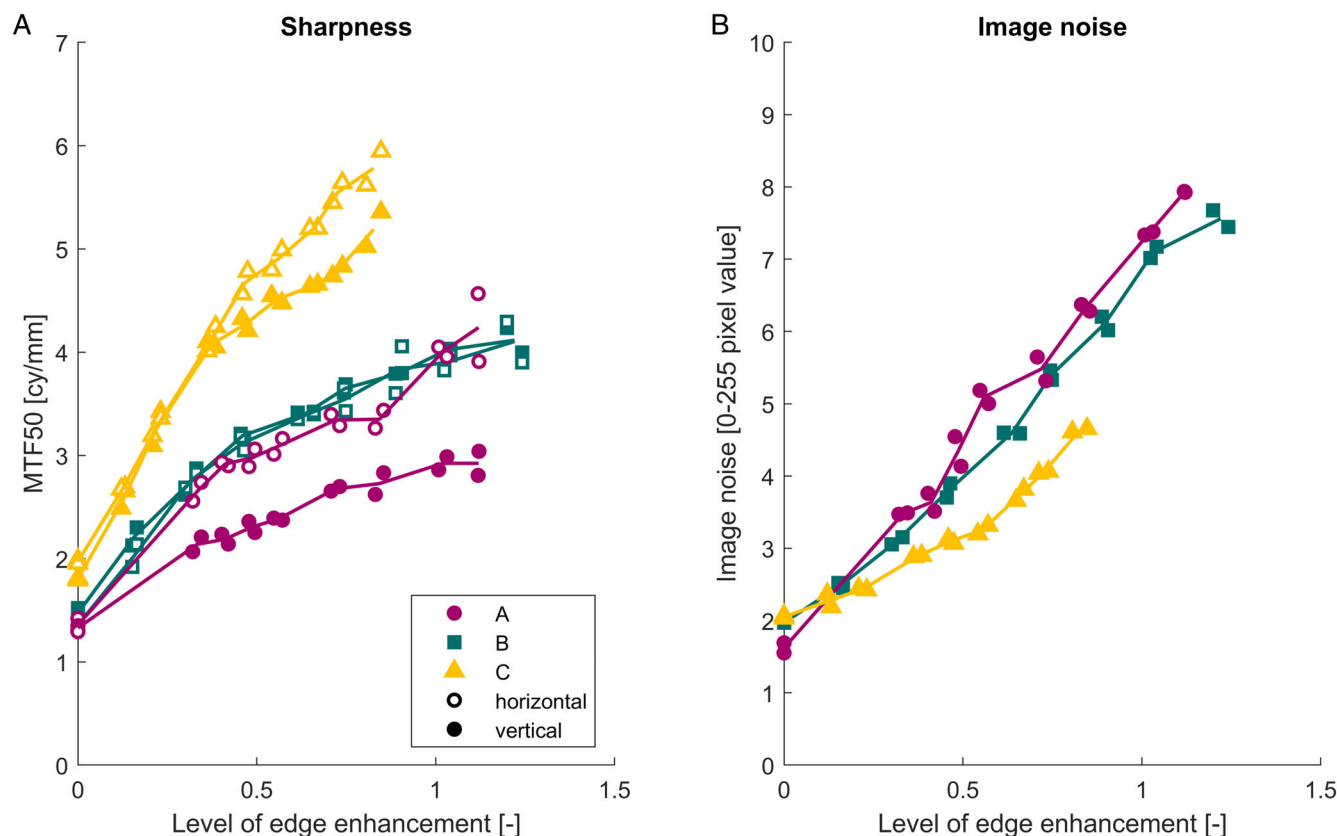 A
Sharpness
7
6
5
4
3
2
1
0
MTF50 [cy/mm]
0
0.5
1
1.5
Level of edge enhancement [-]
A
B
C
horizontal
vertical
B
Image noise
10
9
8
7
6
5
4
3
2
1
0
Image noise [0-255 pixel value]
0
0.5
1
1.5
Level of edge enhancement [-]